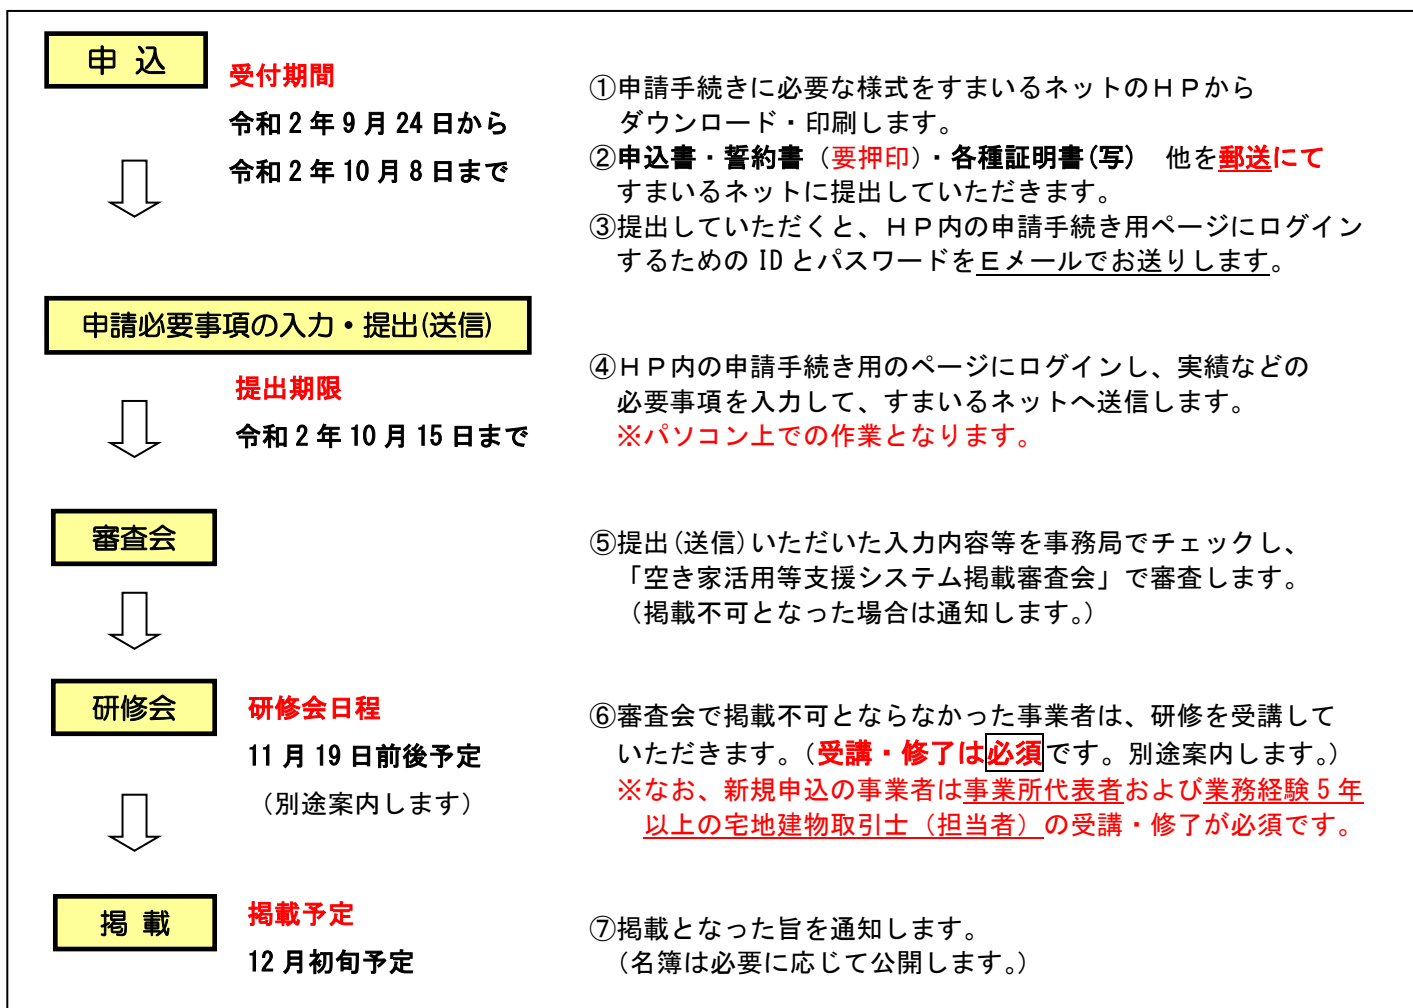 申 込
受付期間
令和２年９月24日から
令和２年10月８日まで
①申請手続きに必要な様式をすまいるネットのＨＰから
ダウンロード・印刷します。
②申込書・誓約書（要押印）・各種証明書(写)　他を郵送にて
すまいるネットに提出していただきます。
③提出していただくと、ＨＰ内の申請手続き用ページにログイン
するための ID とパスワードをＥメールでお送りします。
申請必要事項の入力・提出(送信)
提出期限
令和２年10月15日まで
④ＨＰ内の申請手続き用のページにログインし、実績などの
必要事項を入力して、すまいるネットへ送信します。
※パソコン上での作業となります。
審査会
⑤提出(送信)いただいた入力内容等を事務局でチェックし、
「空き家活用等支援システム掲載審査会」で審査します。
（掲載不可となった場合は通知します。）
研修会
研修会日程
11月19日前後予定
（別途案内します）
⑥審査会で掲載不可とならなかった事業者は、研修を受講して
いただきます。（受講・修了は必須です。別途案内します。）
※なお、新規申込の事業者は事業所代表者および業務経験５年
以上の宅地建物取引士（担当者）の受講・修了が必須です。
掲 載
掲載予定
12月初旬予定
⑦掲載となった旨を通知します。
（名簿は必要に応じて公開します。）